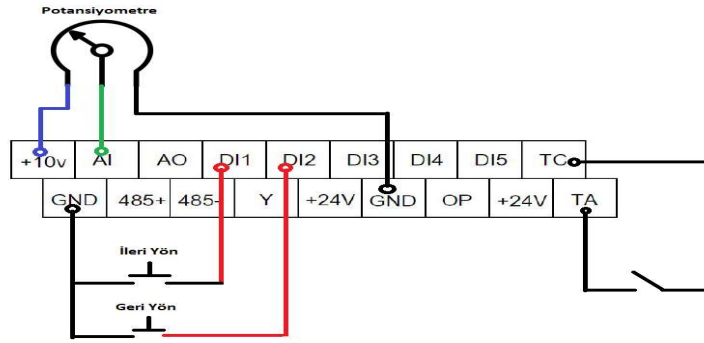 Potansiyometre
+10v AI AO DI1 DI2 DI3 DI4 DI5 TC
GND 485+ 485- Y +24V GND OP +24V TA
İleri Yön
Geri Yön